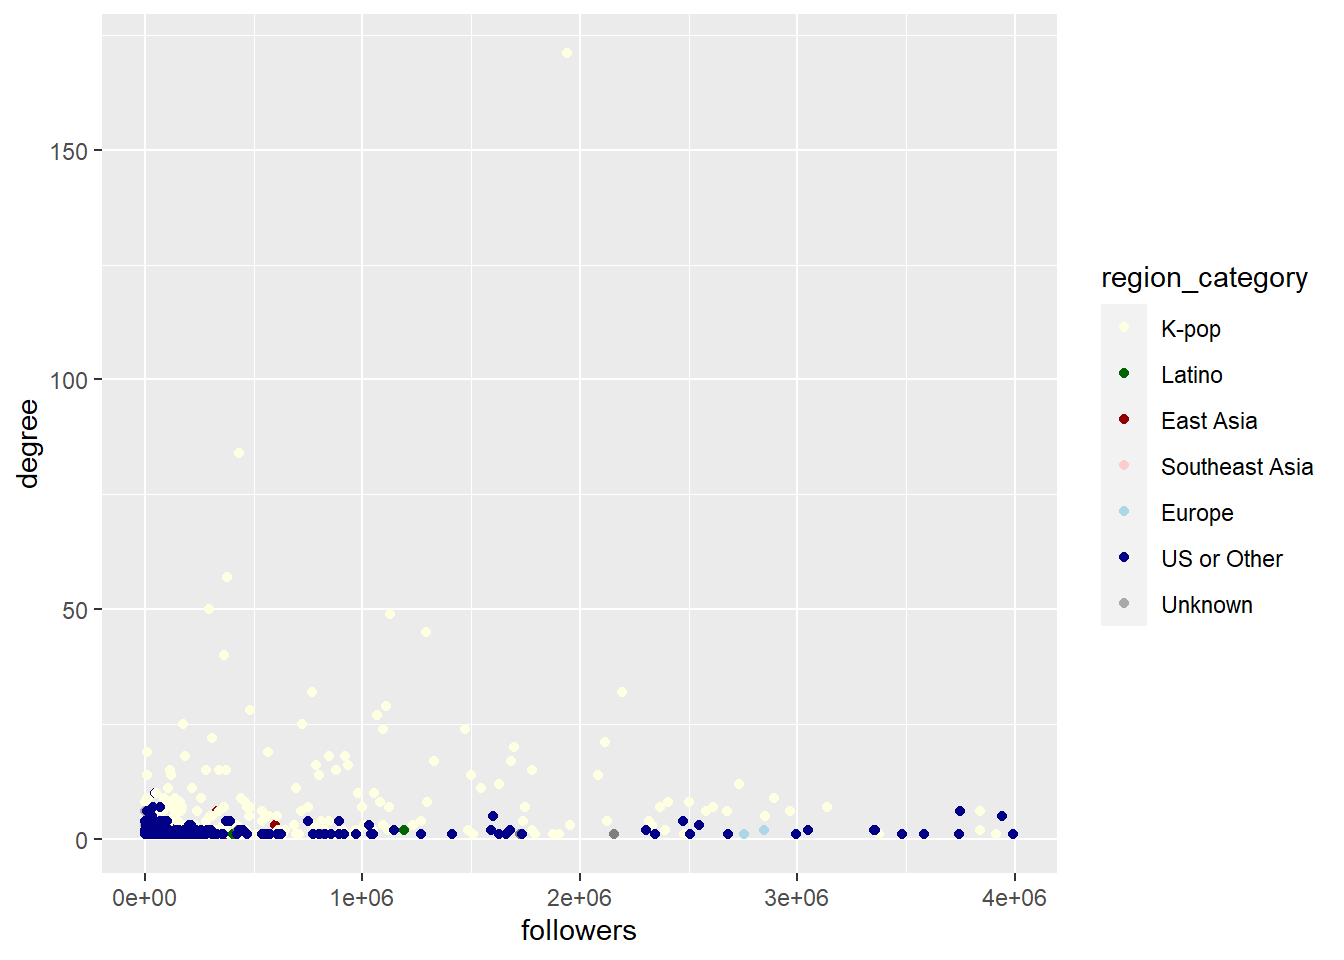 150
100
50
0
degree
0e+00 1e+06 2e+06 3e+06 4e+06
followers
region_category
K-pop
Latino
East Asia
Southeast Asia
Europe
US or Other
Unknown